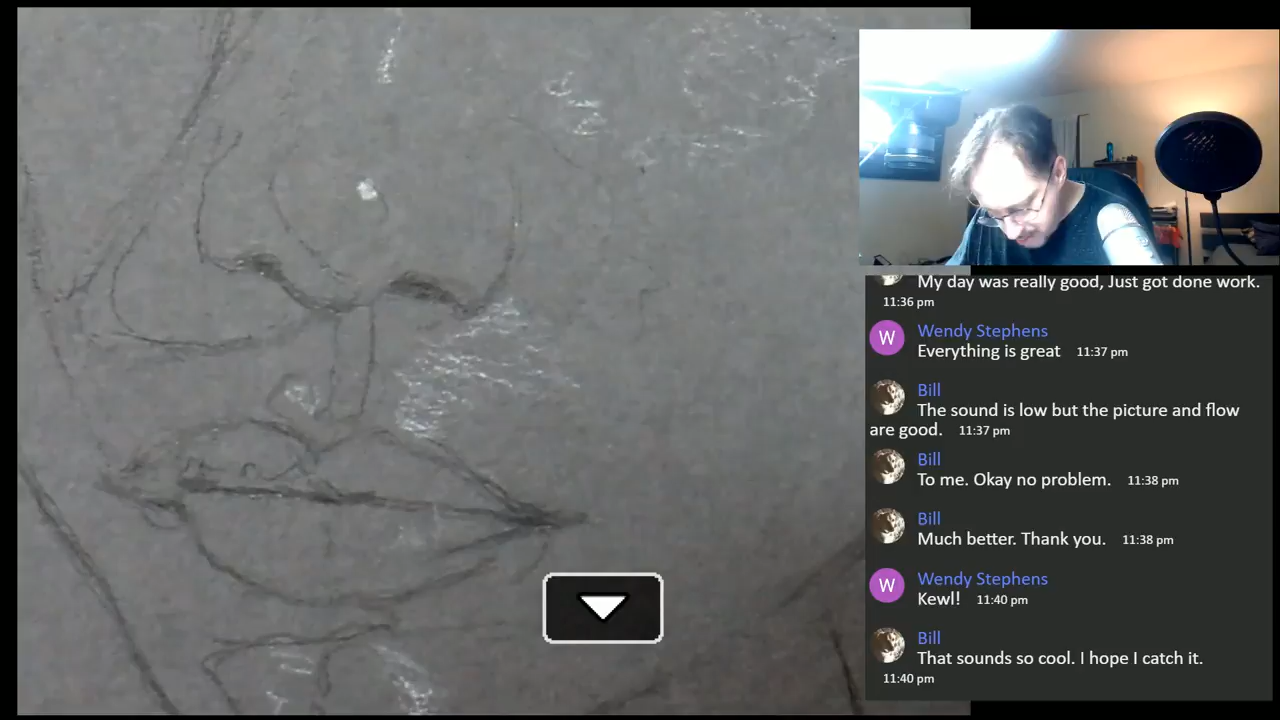 My day was really good, Just got done work.
11:36 pm
W
Wendy Stephens
Everything is great 11:37 pm
Bill
The sound is low but the picture and flow
are good. 11:37 pm
Bill
To me. Okay no problem. 11:38 pm
Bill
Much better. Thank you. 11:38 pm
W
Wendy Stephens
Kewl! 11:40 pm
Bill
That sounds so cool. I hope I catch it.
11:40 pm